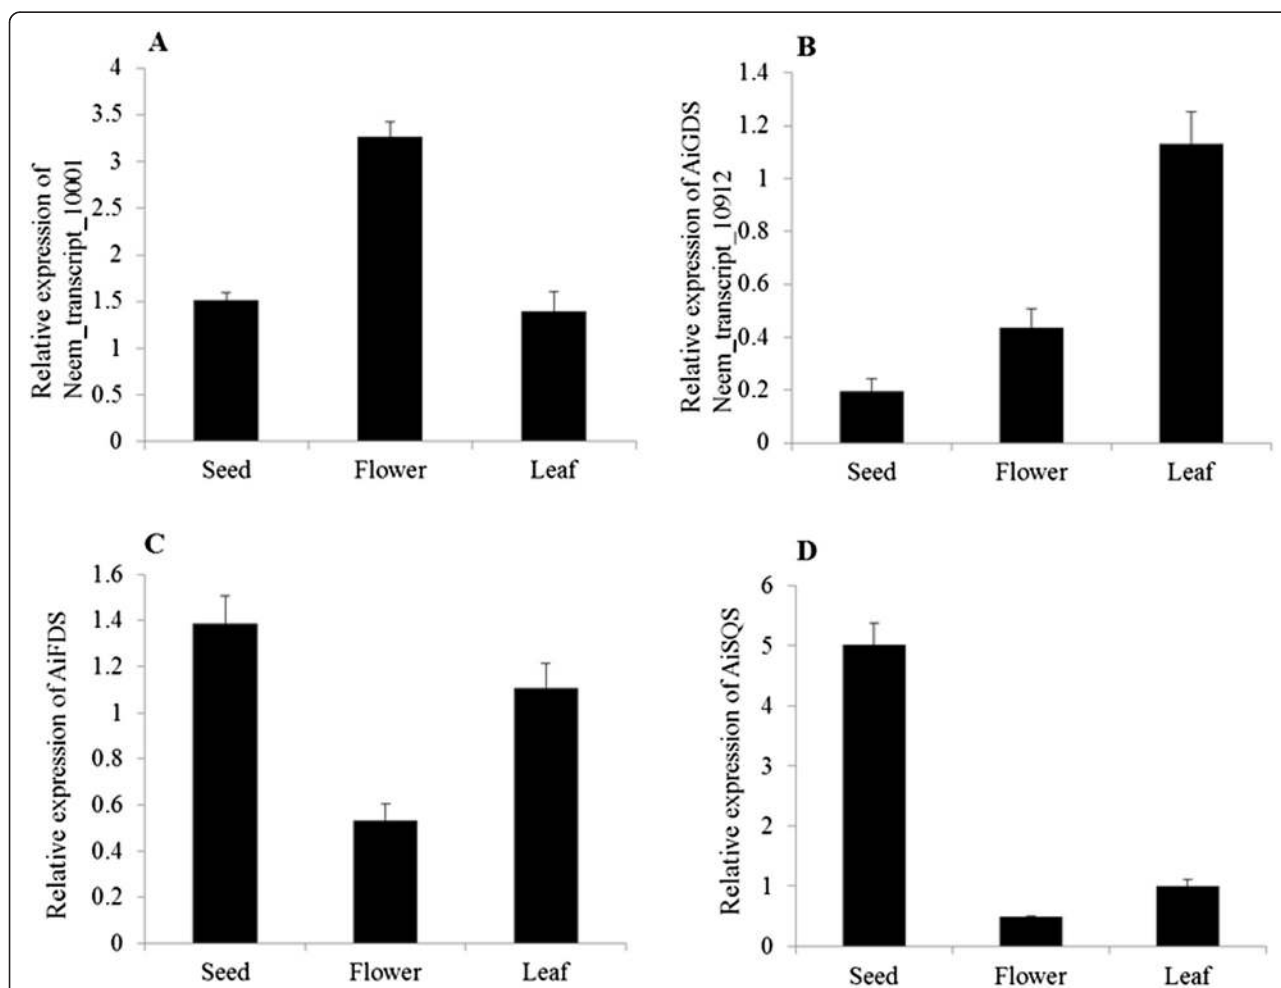 A
Relative expression of
Neem_transcript_10001
4
3.5
3
2.5
2
1.5
1
0.5
0
Seed Flower Leaf
B
Relative expression of AiGDS
Neem_transcript_10912
1.4
1.2
1
0.8
0.6
0.4
0.2
0
Seed Flower Leaf
C
Relative expression of AiFDS
1.6
1.4
1.2
1
0.8
0.6
0.4
0.2
0
Seed Flower Leaf
D
Relative expression of AiSQS
6
5
4
3
2
1
0
Seed Flower Leaf